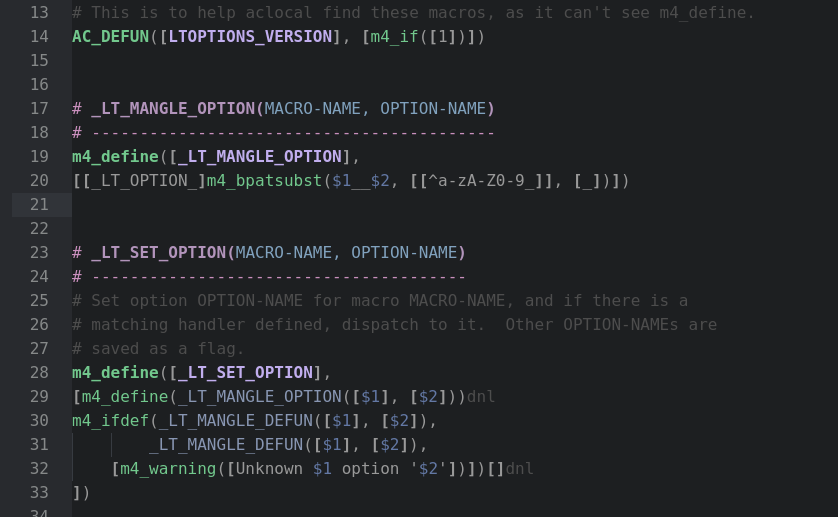 13 # This is to help aclocal find these macros, as it can't see m4_define.
14 AC_DEFUN([LTOPTIONS_VERSION], [m4_if([1])])
15
16
17 # _LT_MANGLE_OPTION(MACRO-NAME, OPTION-NAME)
18 # ------------------------------------------
19 m4_define([_LT_MANGLE_OPTION],
20 [[_LT_OPTION_]m4_bpatsubst($1__$2, [[^a-zA-Z0-9_]], [_])])
21
22
23 # _LT_SET_OPTION(MACRO-NAME, OPTION-NAME)
24 # ---------------------------------------
25 # Set option OPTION-NAME for macro MACRO-NAME, and if there is a
26 # matching handler defined, dispatch to it.  Other OPTION-NAMEs are
27 # saved as a flag.
28 m4_define([_LT_SET_OPTION],
29 [m4_define(_LT_MANGLE_OPTION([$1], [$2]))dnl
30 m4_ifdef(_LT_MANGLE_DEFUN([$1], [$2]),
31         _LT_MANGLE_DEFUN([$1], [$2]),
32     [m4_warning([Unknown $1 option '$2'])])[]dnl
33 ])
34